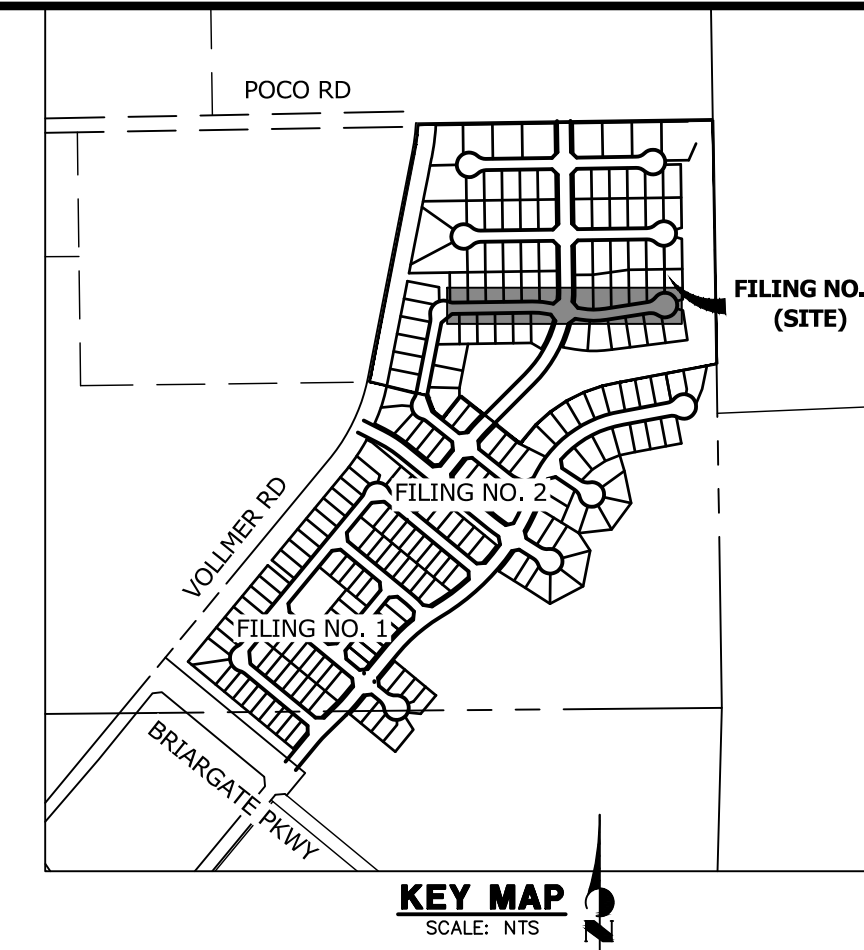 POCO RD
FILING NO.
(SITE)
FILING NO. 2
VOLLMER RD
FILING NO. 1
BRIARGATE PKWY
KEY MAP
SCALE: NTS
N